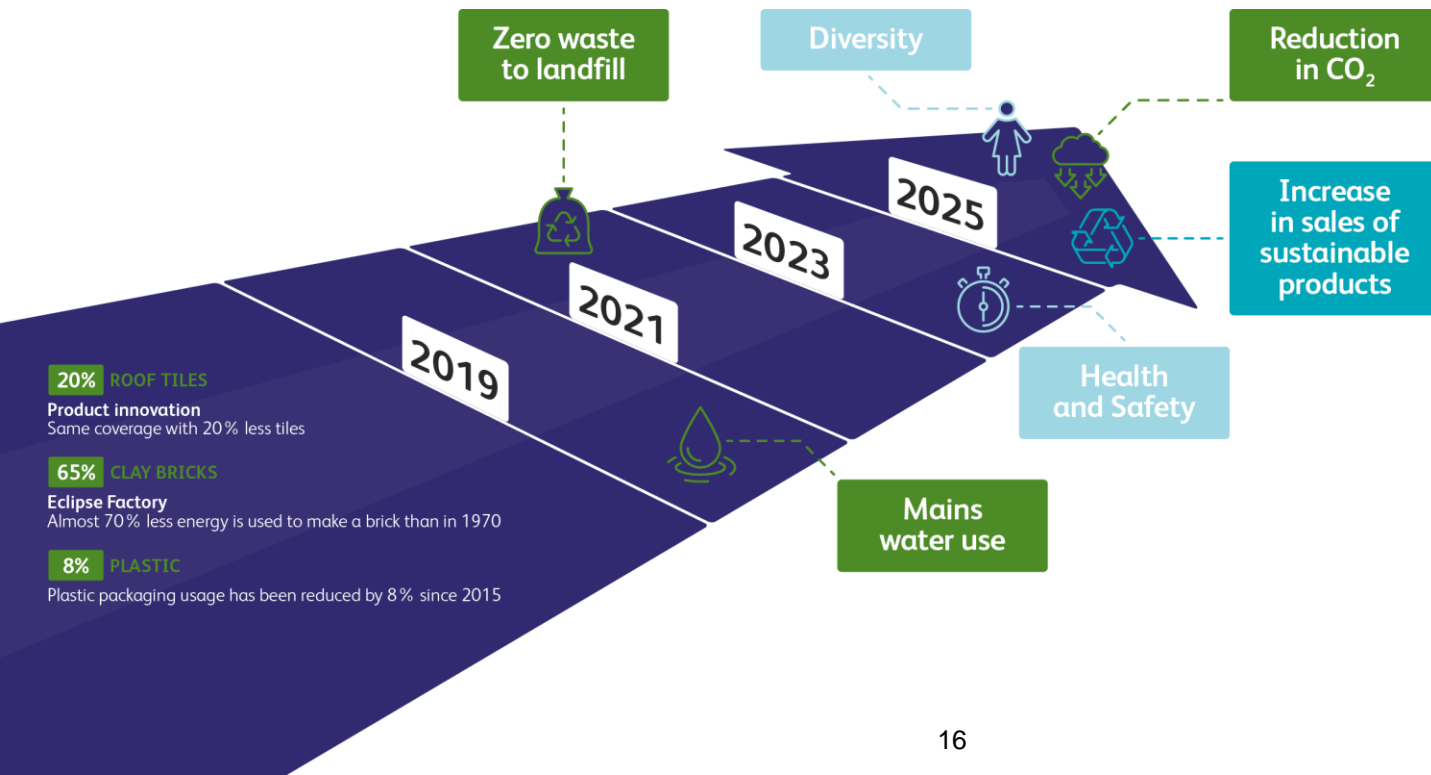 Zero waste
to landfill
Diversity
Reduction
in CO₂
Increase
in sales of
sustainable
products
2025
2023
2021
2019
Health
and Safety
Mains
water use
20% ROOF TILES
Product innovation
Same coverage with 20% less tiles
65% CLAY BRICKS
Eclipse Factory
Almost 70% less energy is used to make a brick than in 1970
8% PLASTIC
Plastic packaging usage has been reduced by 8% since 2015
16